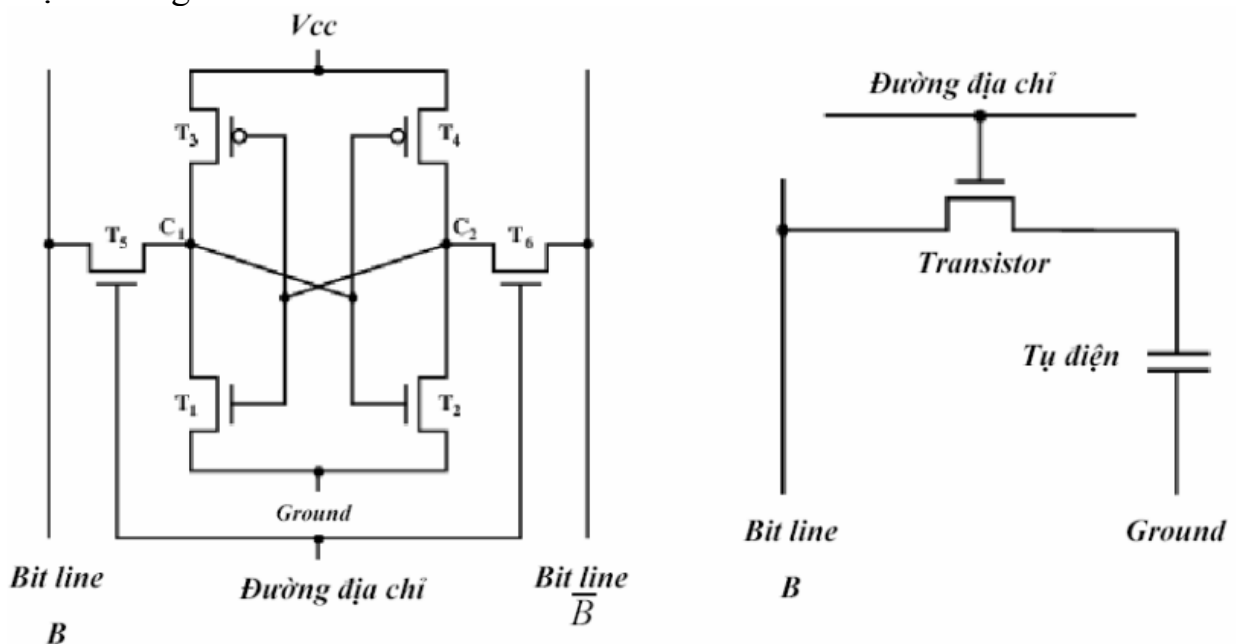 Vcc
T3
T4
T5
C1
C2
T6
T1
T2
Ground
Đường địa chỉ
Bit line
B
Bit line
B̅
Đường địa chỉ
Transistor
Tụ điện
Bit line
B
Ground